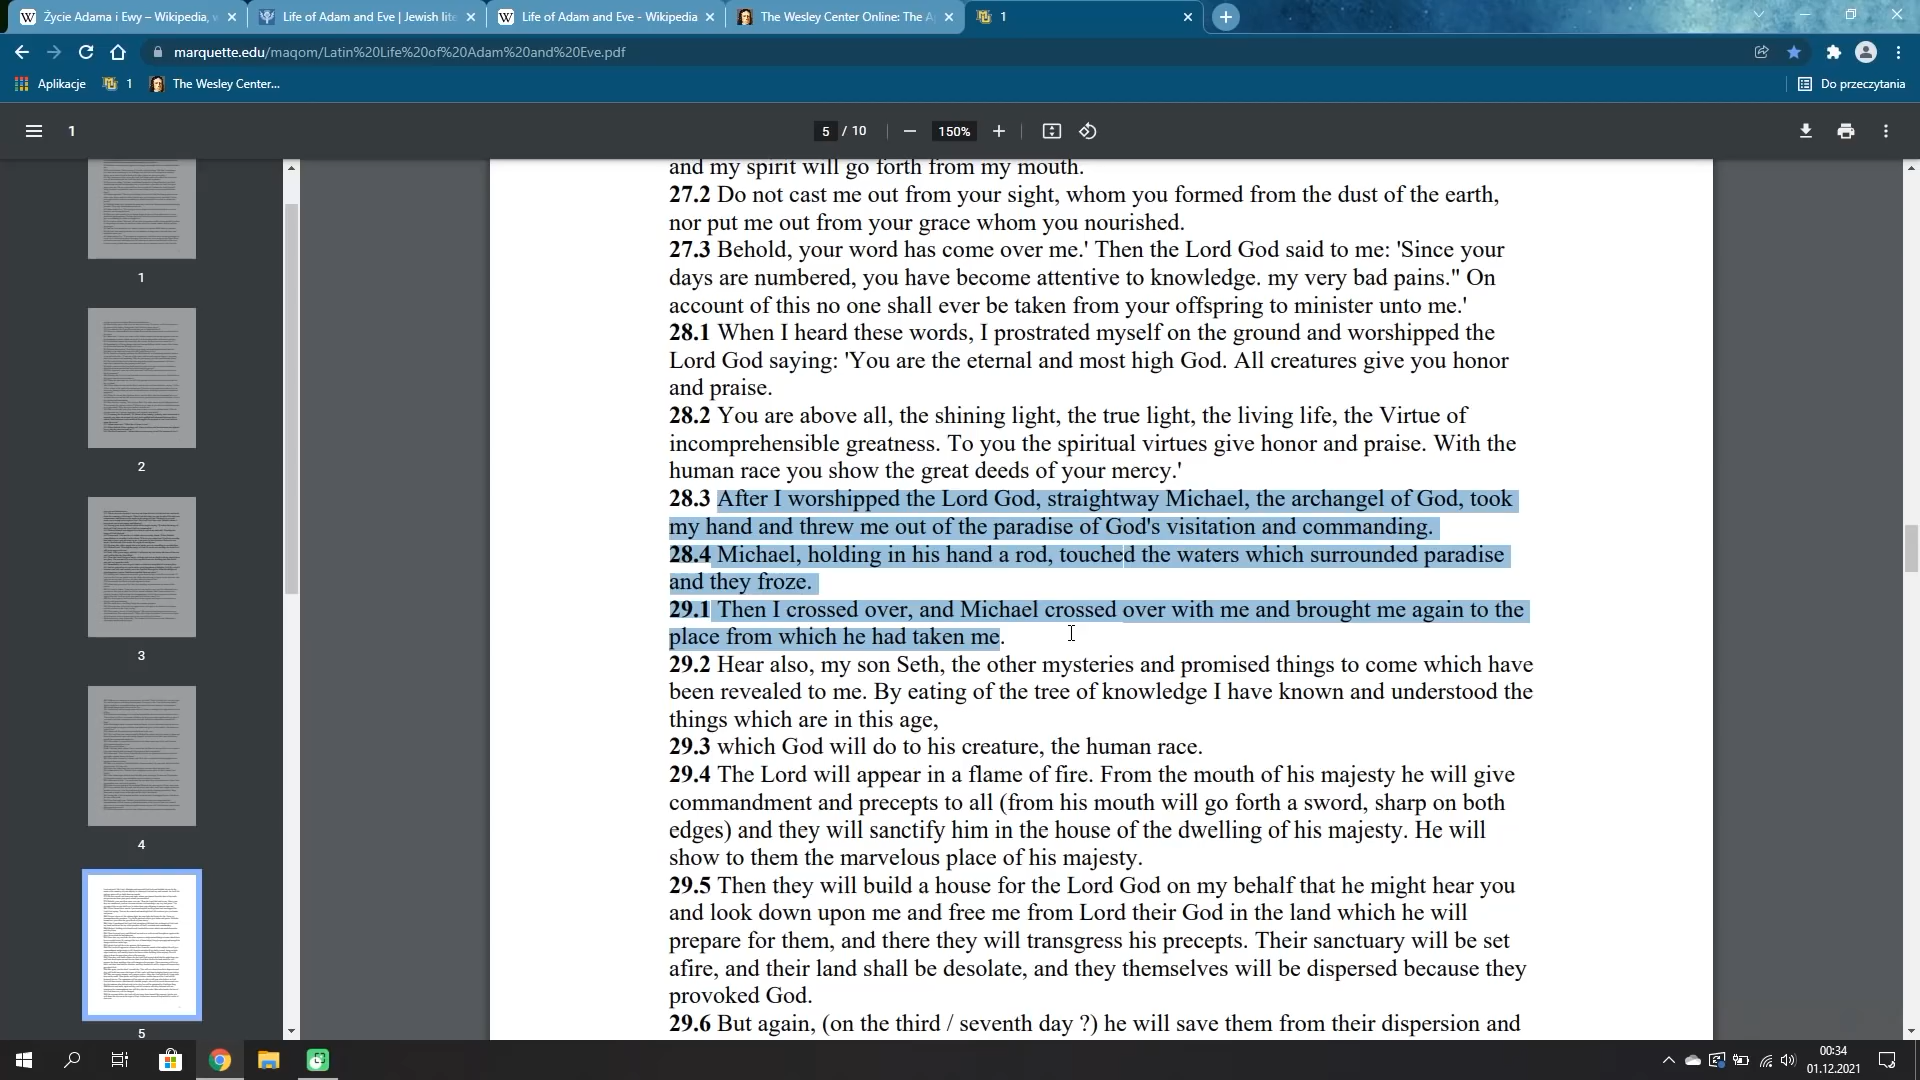 Życie Adama i Ewy – Wikipedia,
Life of Adam and Eve | Jewish lite
Life of Adam and Eve - Wikipedia
The Wesley Center Online: The A
1
marquette.edu/maqom/Latin%20Life%20of%20Adam%20and%20Eve.pdf
Aplikacje
1
The Wesley Center...
Do przeczytania
1
5 / 10
150%
1
2
3
4
5
and my spirit will go forth from my mouth.
27.2 Do not cast me out from your sight, whom you formed from the dust of the earth,
nor put me out from your grace whom you nourished.
27.3 Behold, your word has come over me.' Then the Lord God said to me: 'Since your
days are numbered, you have become attentive to knowledge. my very bad pains." On
account of this no one shall ever be taken from your offspring to minister unto me.'
28.1 When I heard these words, I prostrated myself on the ground and worshipped the
Lord God saying: 'You are the eternal and most high God. All creatures give you honor
and praise.
28.2 You are above all, the shining light, the true light, the living life, the Virtue of
incomprehensible greatness. To you the spiritual virtues give honor and praise. With the
human race you show the great deeds of your mercy.'
28.3 After I worshipped the Lord God, straightway Michael, the archangel of God, took
my hand and threw me out of the paradise of God's visitation and commanding.
28.4 Michael, holding in his hand a rod, touched the waters which surrounded paradise
and they froze.
29.1 Then I crossed over, and Michael crossed over with me and brought me again to the
place from which he had taken me.
29.2 Hear also, my son Seth, the other mysteries and promised things to come which have
been revealed to me. By eating of the tree of knowledge I have known and understood the
things which are in this age,
29.3 which God will do to his creature, the human race.
29.4 The Lord will appear in a flame of fire. From the mouth of his majesty he will give
commandment and precepts to all (from his mouth will go forth a sword, sharp on both
edges) and they will sanctify him in the house of the dwelling of his majesty. He will
show to them the marvelous place of his majesty.
29.5 Then they will build a house for the Lord God on my behalf that he might hear you
and look down upon me and free me from Lord their God in the land which he will
prepare for them, and there they will transgress his precepts. Their sanctuary will be set
afire, and their land shall be desolate, and they themselves will be dispersed because they
provoked God.
29.6 But again, (on the third / seventh day ?) he will save them from their dispersion and
00:34
01.12.2021